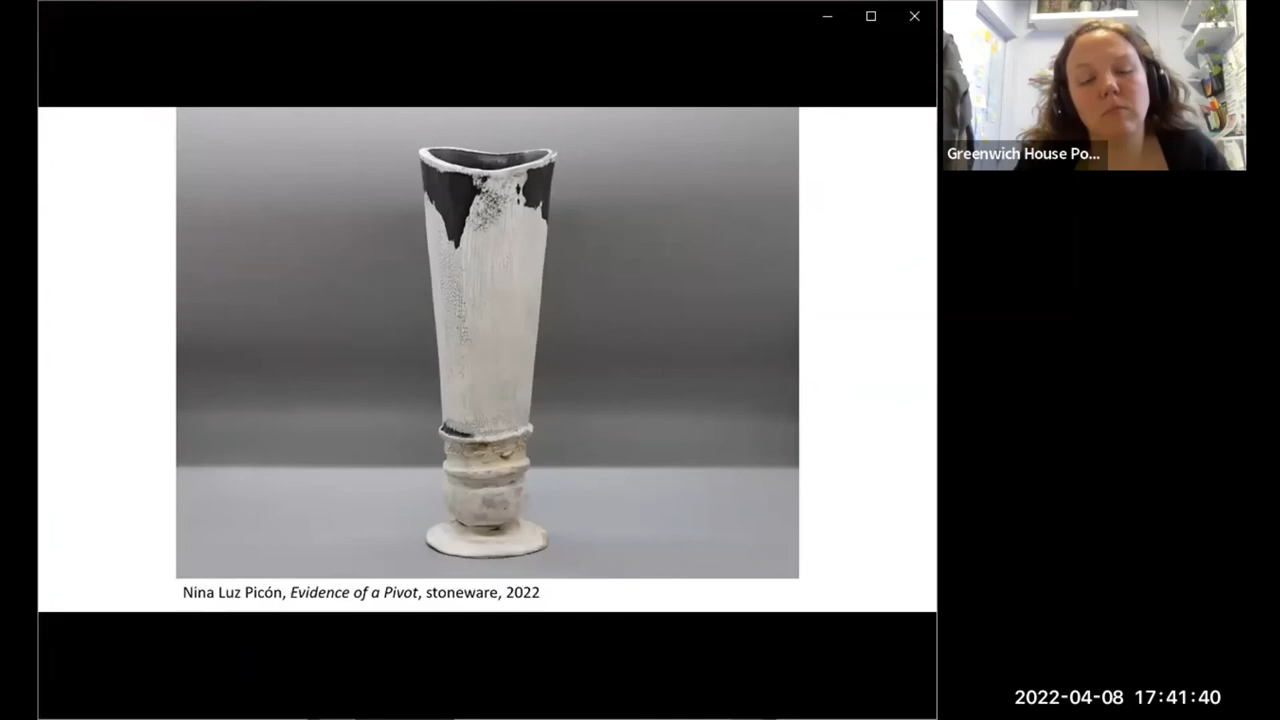 Greenwich House Po...
Nina Luz Picón, Evidence of a Pivot, stoneware, 2022
2022-04-08 17:41:40